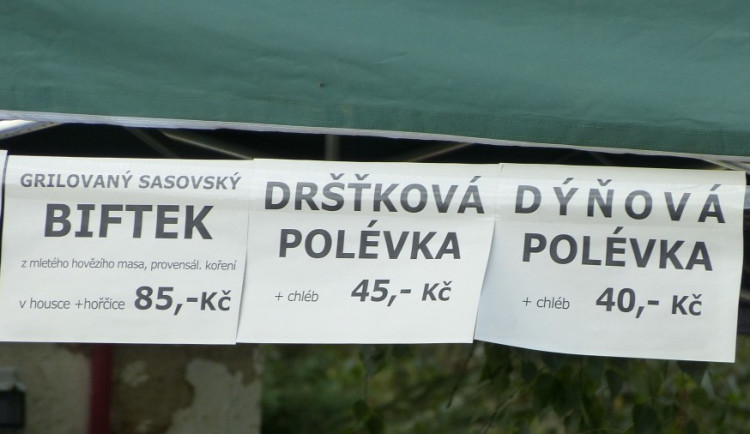 GRILOVANÝ SASOVSKÝ
BIFTEK
z mletého hovězího masa, provensál. koření
v housce +hořčice 85,-Kč
DRŠŤKOVÁ
POLÉVKA
+ chléb 45,- Kč
DÝŇOVÁ
POLÉVKA
+ chléb 40,- Kč